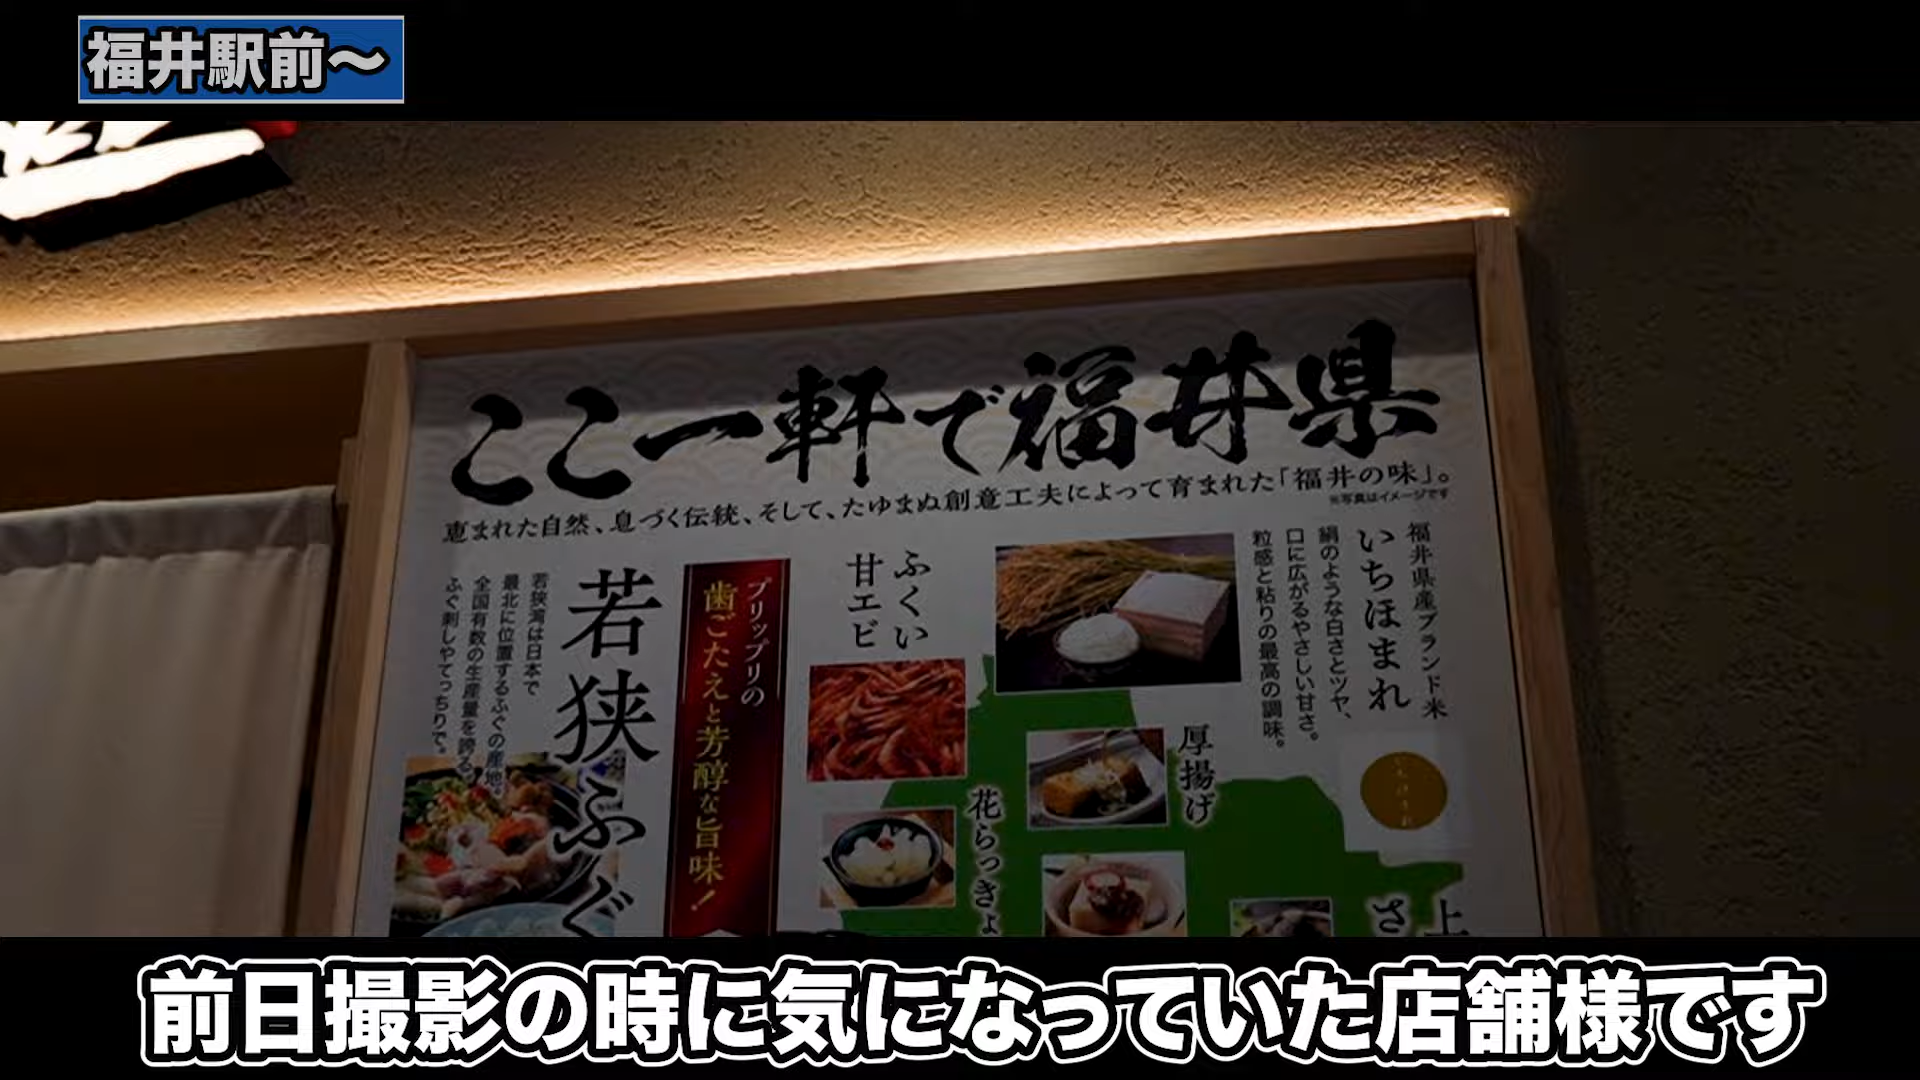 福井駅前〜
ここ一軒で福井県
恵まれた自然、息づく伝統、そして、たゆまぬ創意工夫によって育まれた「福井の味」。
※写真はイメージです
福井県産ブランド米
いちほまれ
絹のような白さとツヤ、
口に広がるやさしい甘さ。
粒感と粘りの最高の調味。
ふくい
甘エビ
プリップリの
歯ごたえと芳醇な旨味!
若狭ふぐ
若狭湾は日本で
最北に位置するふぐの産地。
全国有数の生産量を誇る
ふぐ刺しやてっちりで。
厚揚げ
花らっきょ
いちほまれ
上
さ
前日撮影の時に気になっていた店舗様です